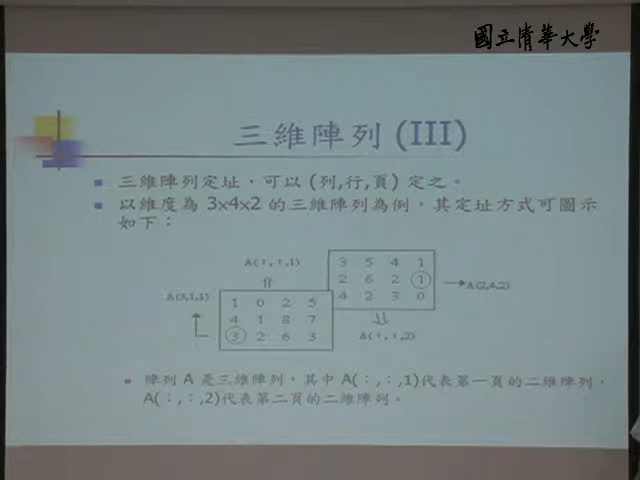 國立清華大學
三維陣列 (III)
三維陣列定址，可以 (列,行,頁) 定之。
以維度為 3×4×2 的三維陣列為例，其定址方式可圖示
如下：
A(:,:,1)
3 5 4 1
2 6 2 1
4 2 3 0
A(2,4,2)
A(3,1,1)
1 0 2 5
4 1 8 7
3 2 6 3
A(:,:,2)
陣列 A 是三維陣列，其中 A(:,:,1)代表第一頁的二維陣列，
A(:,:,2)代表第二頁的二維陣列。